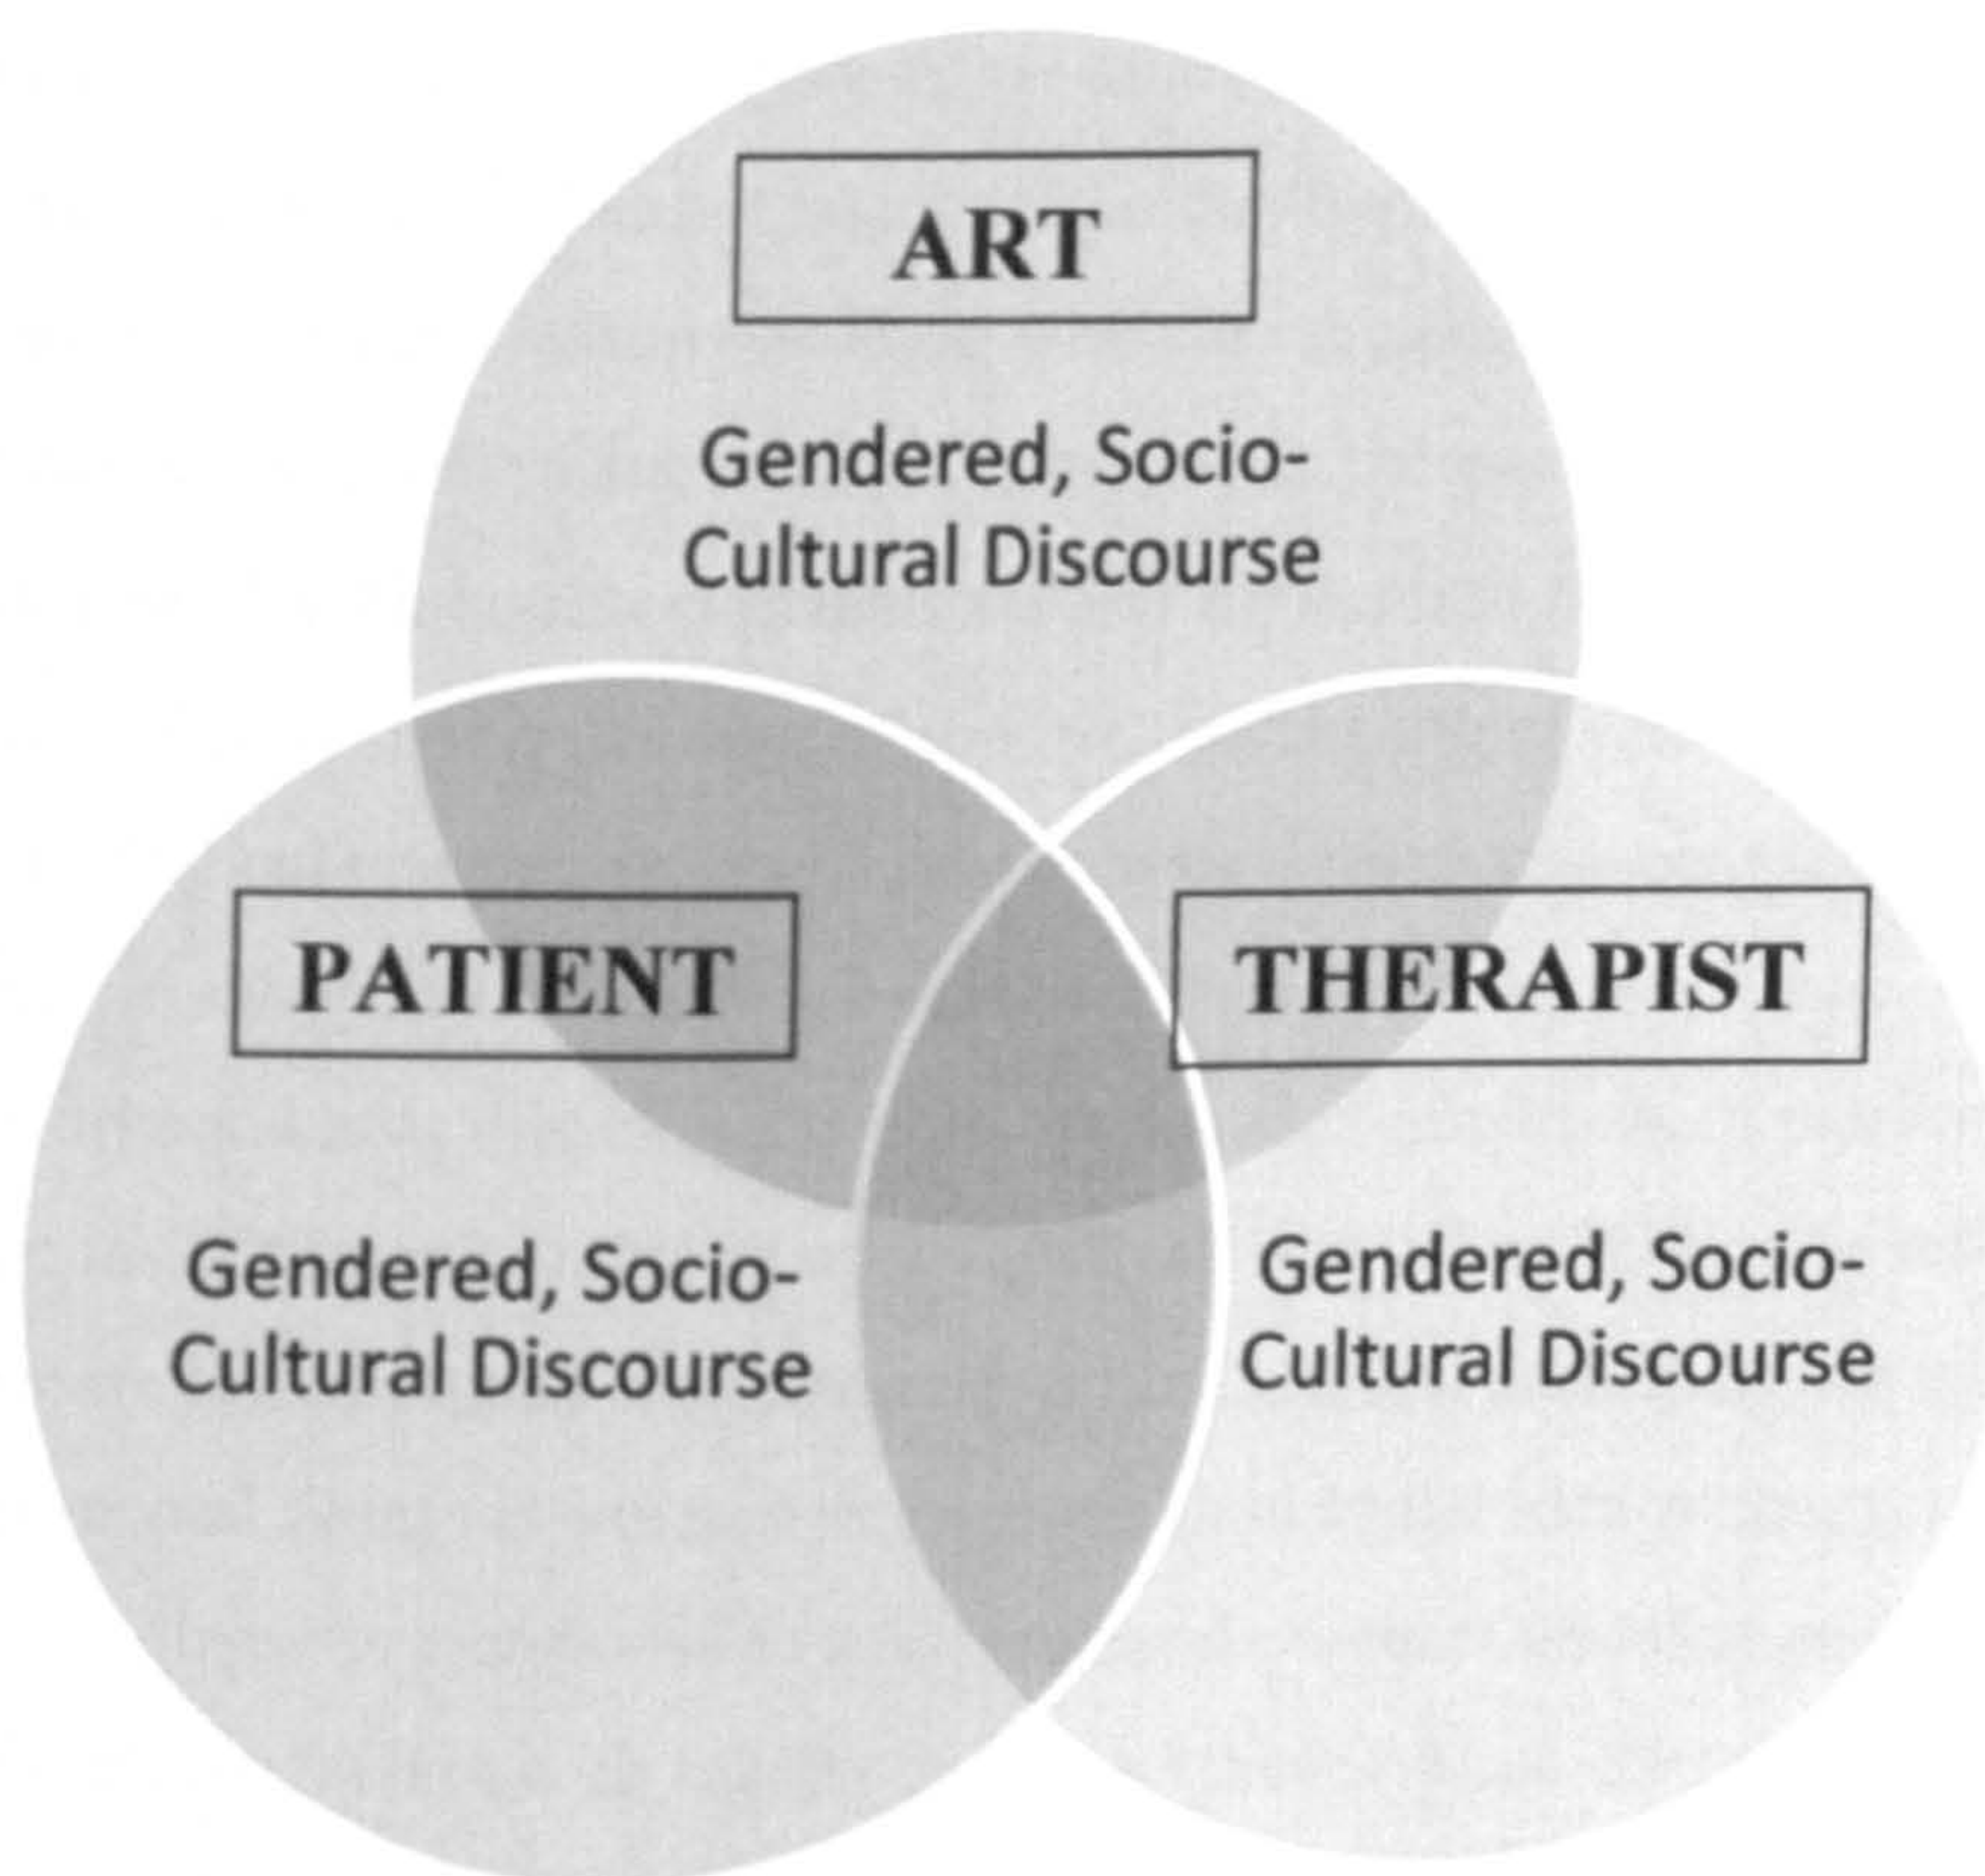 ART
Gendered, Socio-
Cultural Discourse
PATIENT
Gendered, Socio-
Cultural Discourse
THERAPIST
Gendered, Socio-
Cultural Discourse